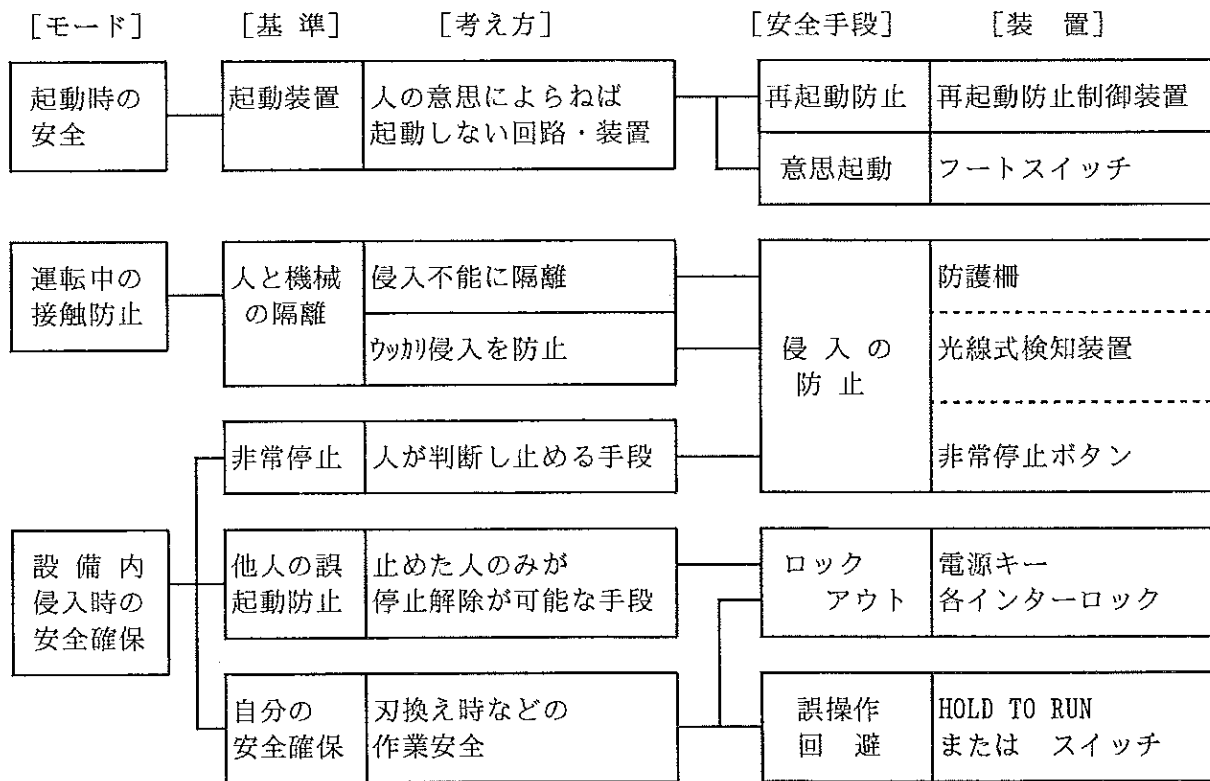 [モード] [基 準] [考え方] [安全手段] [装 置]
起動時の
安全
起動装置
人の意思によらねば
起動しない回路・装置
再起動防止
再起動防止制御装置
意思起動
フートスイッチ
運転中の
接触防止
人と機械
の隔離
侵入不能に隔離
ウッカリ侵入を防止
侵 入 の
防 止
防護柵
光線式検知装置
非常停止ボタン
非常停止
人が判断し止める手段
設 備 内
侵入時の
安全確保
他人の誤
起動防止
止めた人のみが
停止解除が可能な手段
ロック
アウト
電源キー
各インターロック
自分の
安全確保
刃換え時などの
作業安全
誤操作
回 避
HOLD TO RUN
または スイッチ